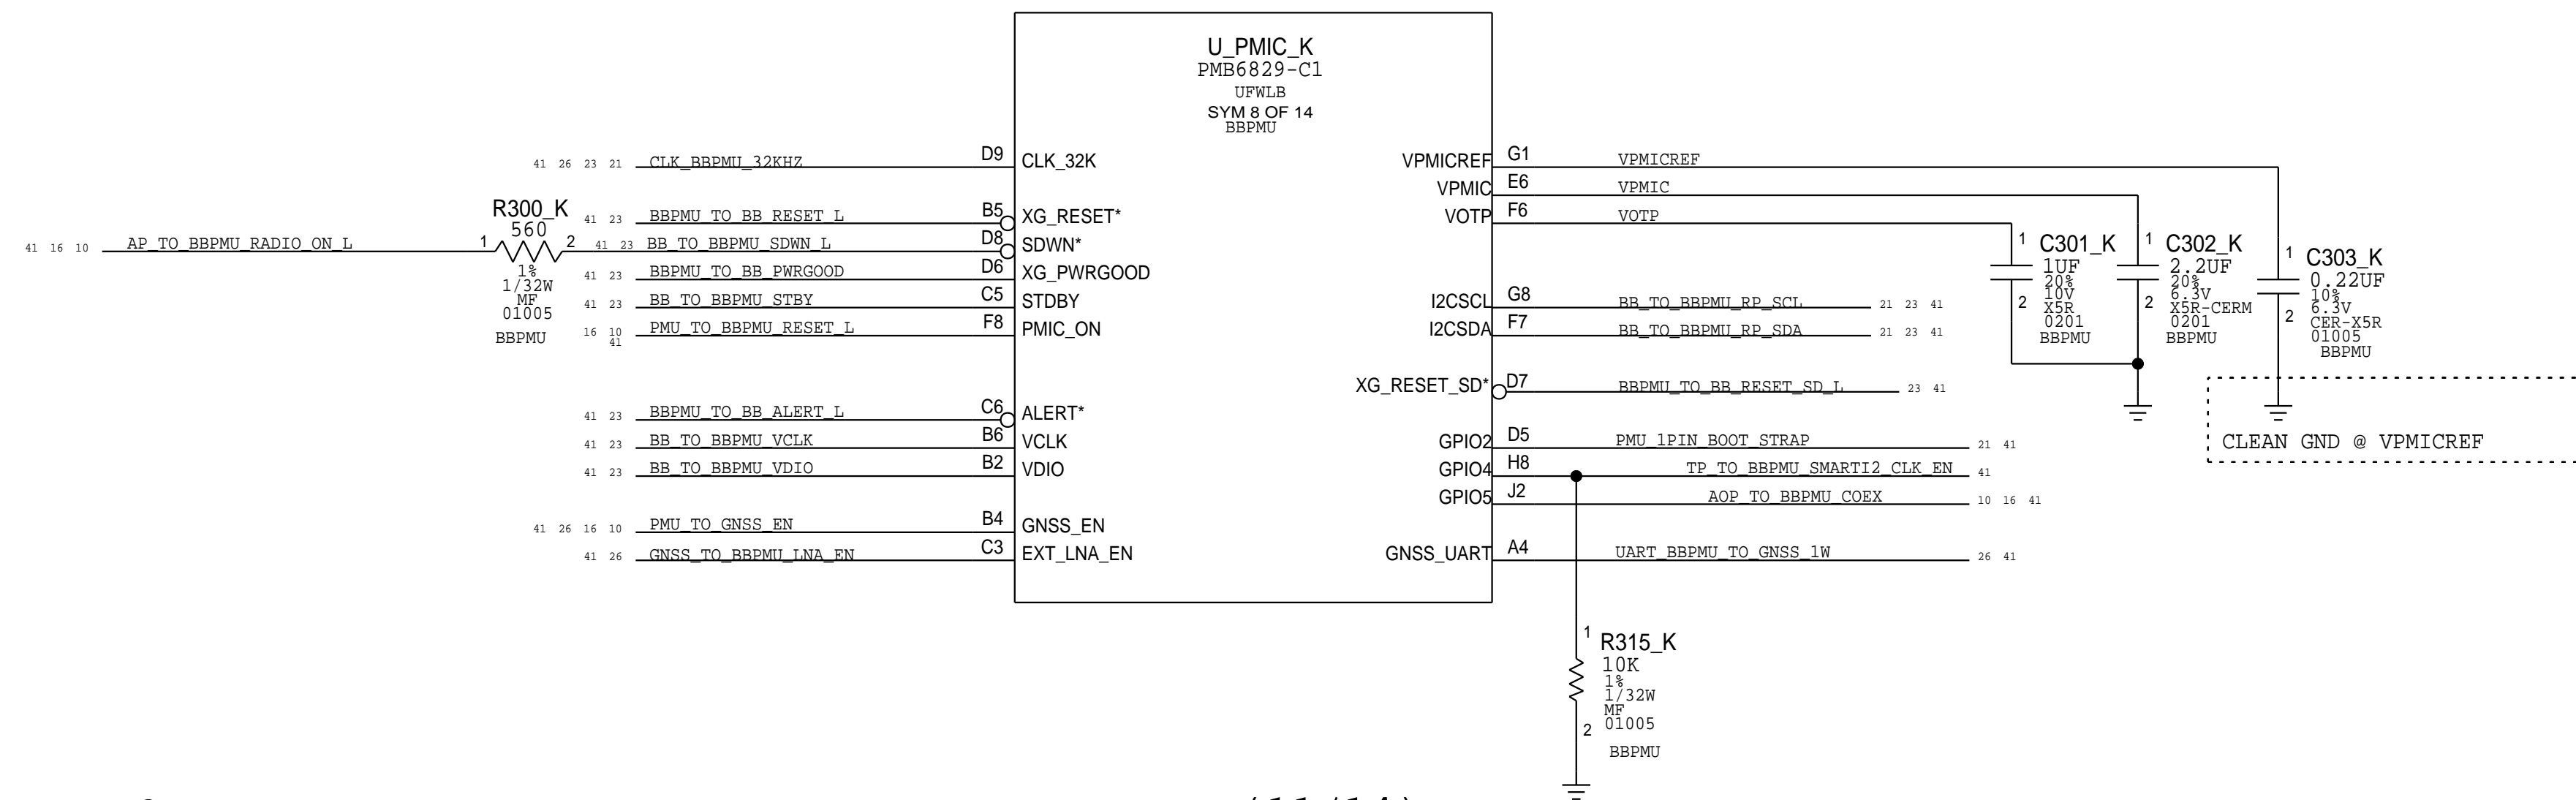 U_PMIC_K
PMB6829-C1
UFWLB
SYM 8 OF 14
BBPMU
41 26 23 21 CLK_BBPMU_32KHZ D9 CLK_32K
VPMICREF G1 VPMICREF
VPMIC E6 VPMIC
VOTP F6 VOTP
R300_K
560
1 2
1%
1/32W
MF
01005
BBPMU
41 23 BBPMU_TO_BB_RESET_L B5 XG_RESET*
41 16 10 AP_TO_BBPMU_RADIO_ON_L
41 23 BB_TO_BBPMU_SDWN_L D8 SDWN*
41 23 BBPMU_TO_BB_PWRGOOD D6 XG_PWRGOOD
41 23 BB_TO_BBPMU_STBY C5 STDBY
16 10 PMU_TO_BBPMU_RESET_L F8 PMIC_ON
41
I2CSCL G8 BB_TO_BBPMU_RP_SCL 21 23 41
I2CSDA F7 BB_TO_BBPMU_RP_SDA 21 23 41
1 C301_K
1UF
20%
10V
2 X5R
0201
BBPMU
1 C302_K
2.2UF
20%
6.3V
2 X5R-CERM
0201
BBPMU
1 C303_K
0.22UF
10%
6.3V
2 CER-X5R
01005
BBPMU
XG_RESET_SD* D7 BBPMU_TO_BB_RESET_SD_L 23 41
41 23 BBPMU_TO_BB_ALERT_L C6 ALERT*
41 23 BB_TO_BBPMU_VCLK B6 VCLK
41 23 BB_TO_BBPMU_VDIO B2 VDIO
GPIO2 D5 PMU_1PIN_BOOT_STRAP 21 41
GPIO4 H8 TP_TO_BBPMU_SMARTI2_CLK_EN 41
GPIO5 J2 AOP_TO_BBPMU_COEX 10 16 41
CLEAN GND @ VPMICREF
41 26 16 10 PMU_TO_GNSS_EN B4 GNSS_EN
41 26 GNSS_TO_BBPMU_LNA_EN C3 EXT_LNA_EN
GNSS_UART A4 UART_BBPMU_TO_GNSS_1W 26 41
1 R315_K
10K
1%
1/32W
MF
01005
2
BBPMU